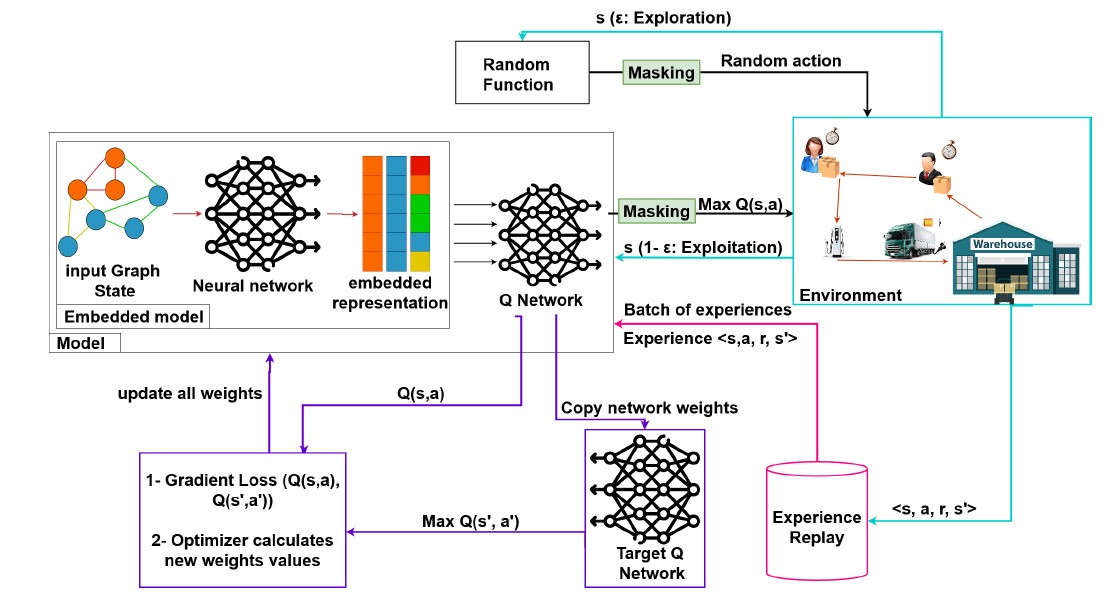 s (ε: Exploration)
Random
Function
Masking
Random action
input Graph
State
Neural network
embedded
representation
Embedded model
Model
Q Network
Masking
Max Q(s,a)
s (1- ε: Exploitation)
Warehouse
Environment
Batch of experiences
Experience <s,a, r, s'>
update all weights
Q(s,a)
Copy network weights
1- Gradient Loss (Q(s,a),
Q(s',a'))
2- Optimizer calculates
new weights values
Max Q(s', a')
Target Q
Network
Experience
Replay
<s, a, r, s'>